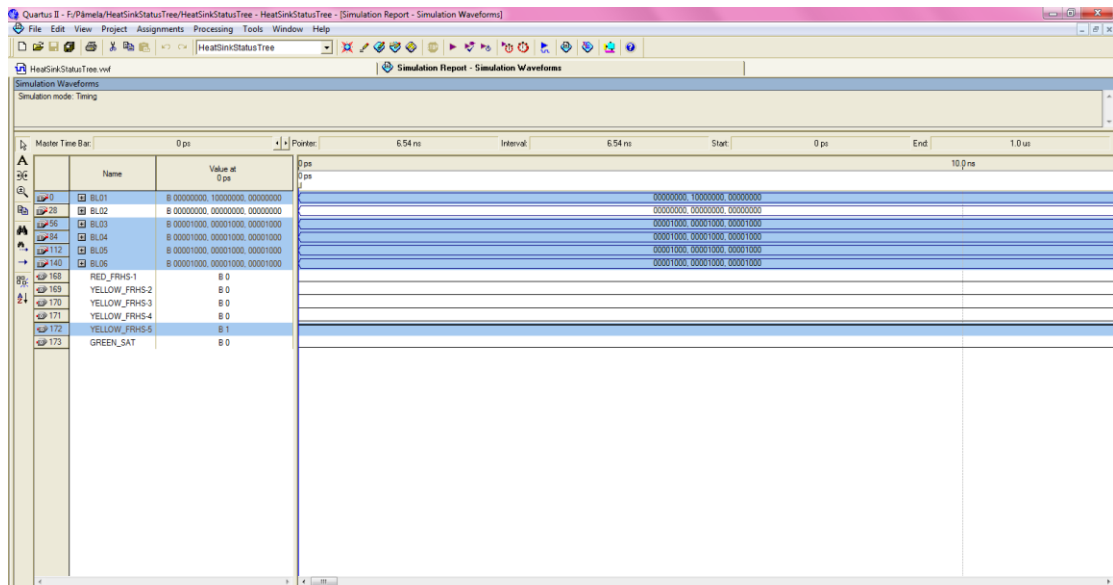 Quartus II - F:/Pâmela/HeatSinkStatusTree/HeatSinkStatusTree - HeatSinkStatusTree - [Simulation Report - Simulation Waveforms]
File Edit View Project Assignments Processing Tools Window Help
HeatSinkStatusTree
HeatSinkStatusTree.vwf Simulation Report - Simulation Waveforms
Simulation Waveforms
Simulation mode: Timing
Master Time Bar: 0 ps Pointer: 6.54 ns Interval: 6.54 ns Start: 0 ps End: 1.0 us
Name Value at 0 ps 0 ps 10.0 ns
0 ps
0 BL01 B 00000000, 10000000, 00000000 00000000, 10000000, 00000000
28 BL02 B 00000000, 00000000, 00000000 00000000, 00000000, 00000000
56 BL03 B 00001000, 00001000, 00001000 00001000, 00001000, 00001000
84 BL04 B 00001000, 00001000, 00001000 00001000, 00001000, 00001000
112 BL05 B 00001000, 00001000, 00001000 00001000, 00001000, 00001000
140 BL06 B 00001000, 00001000, 00001000 00001000, 00001000, 00001000
168 RED_FRHS-1 B 0
169 YELLOW_FRHS-2 B 0
170 YELLOW_FRHS-3 B 0
171 YELLOW_FRHS-4 B 0
172 YELLOW_FRHS-5 B 1
173 GREEN_SAT B 0